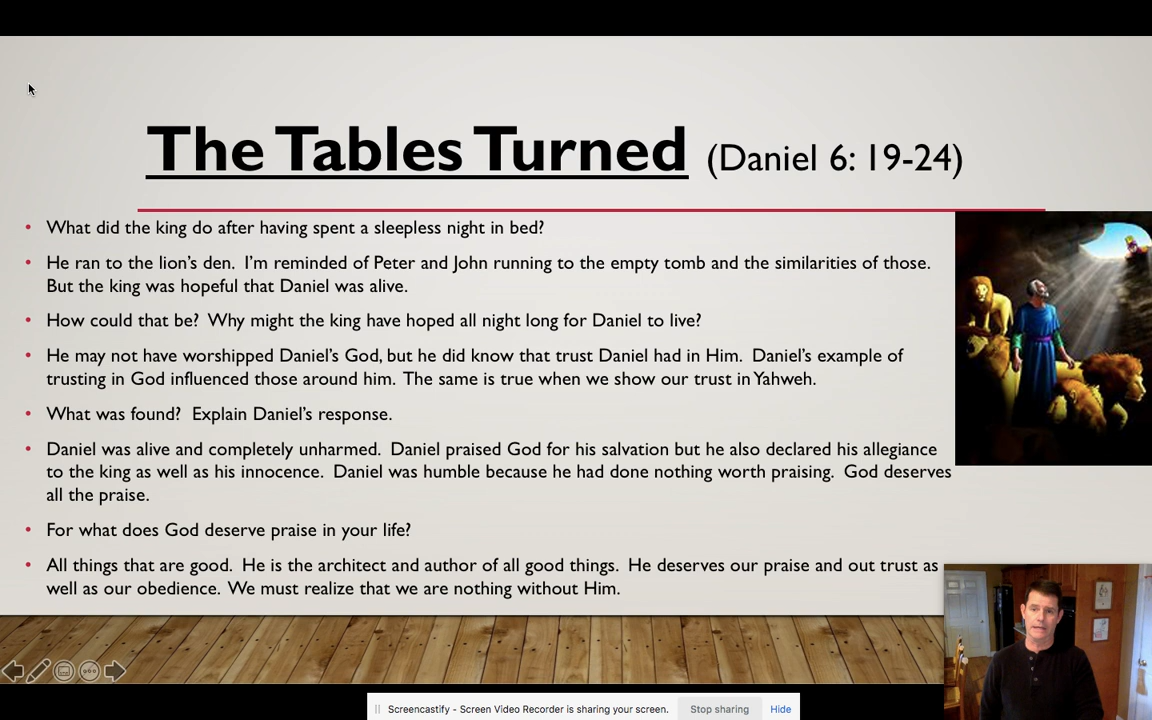 The Tables Turned (Daniel 6: 19-24)
• What did the king do after having spent a sleepless night in bed?
• He ran to the lion’s den. I’m reminded of Peter and John running to the empty tomb and the similarities of those.
But the king was hopeful that Daniel was alive.
• How could that be? Why might the king have hoped all night long for Daniel to live?
• He may not have worshipped Daniel’s God, but he did know that trust Daniel had in Him. Daniel’s example of
trusting in God influenced those around him. The same is true when we show our trust in Yahweh.
• What was found? Explain Daniel’s response.
• Daniel was alive and completely unharmed. Daniel praised God for his salvation but he also declared his allegiance
to the king as well as his innocence. Daniel was humble because he had done nothing worth praising. God deserves
all the praise.
• For what does God deserve praise in your life?
• All things that are good. He is the architect and author of all good things. He deserves our praise and out trust as
well as our obedience. We must realize that we are nothing without Him.
Screencastify - Screen Video Recorder is sharing your screen. Stop sharing Hide